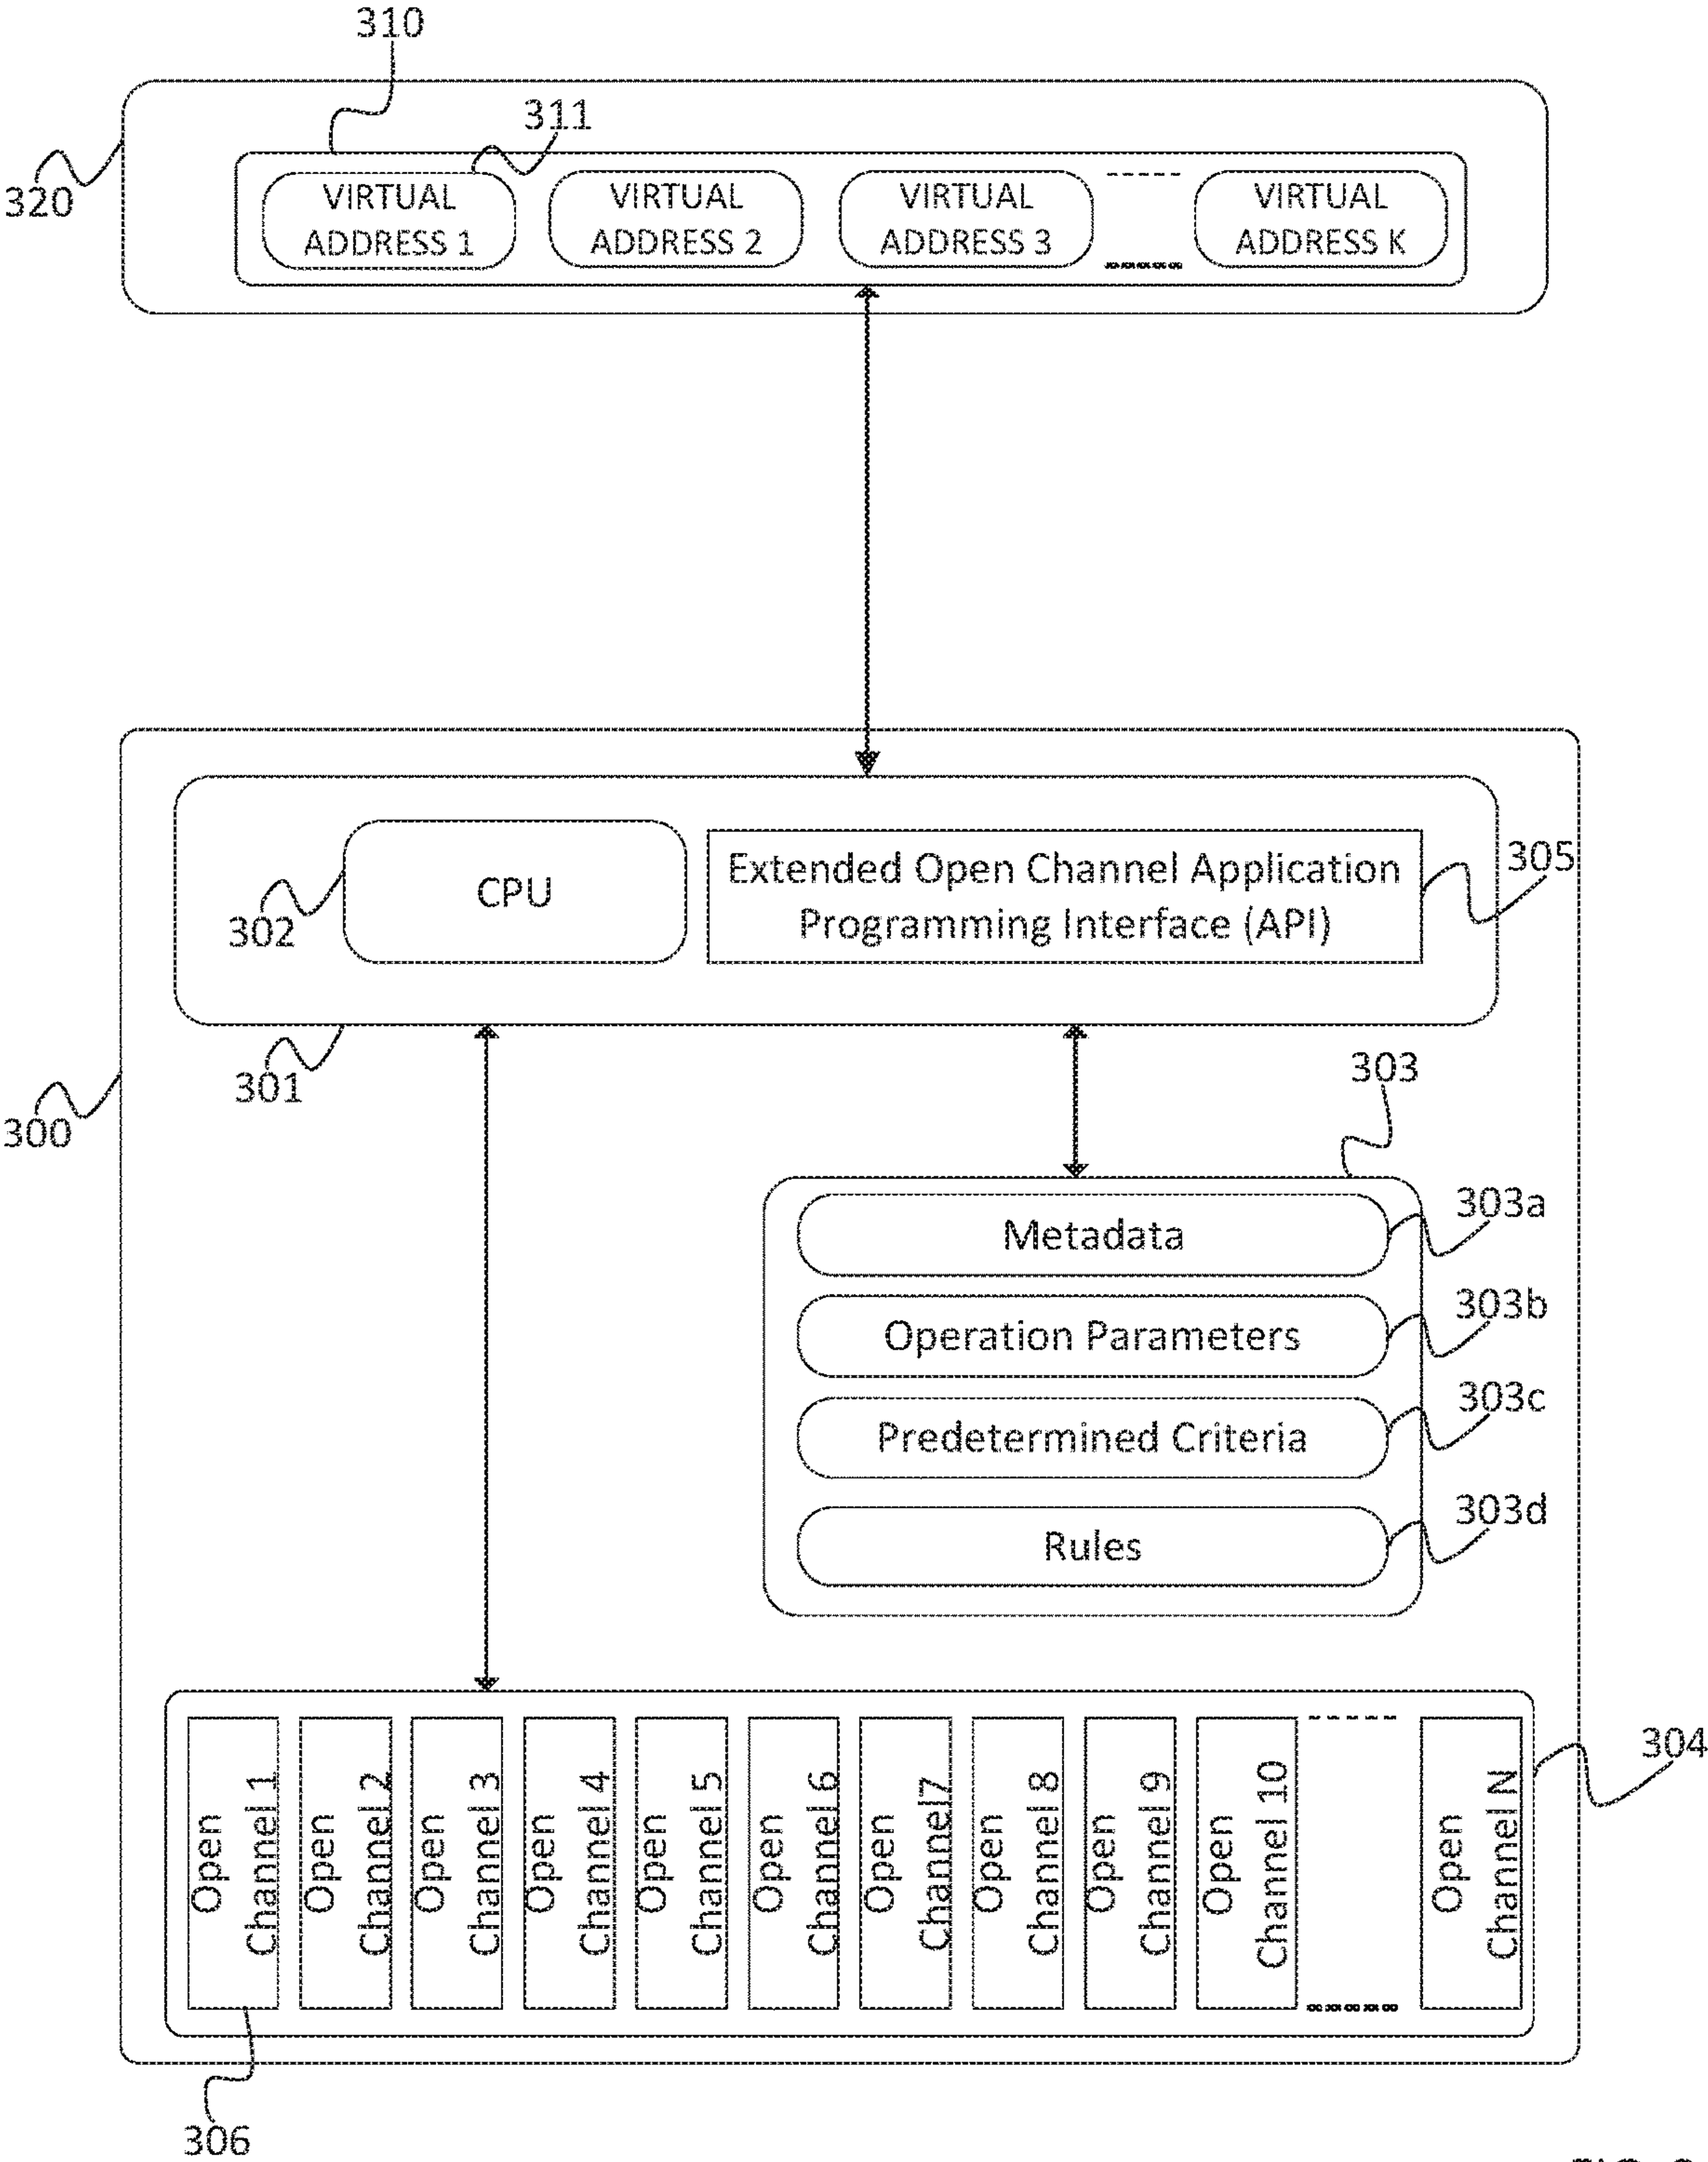 310
311
320
VIRTUAL
ADDRESS 1
VIRTUAL
ADDRESS 2
VIRTUAL
ADDRESS 3
VIRTUAL
ADDRESS K
CPU
Extended Open Channel Application
Programming Interface (API)
305
302
301
300
303
Metadata
303a
Operation Parameters
303b
Predetermined Criteria
303c
Rules
303d
304
Open
Channel 1
Open
Channel 2
Open
Channel 3
Open
Channel 4
Open
Channel 5
Open
Channel 6
Open
Channel7
Open
Channel 8
Open
Channel 9
Open
Channel 10
Open
Channel N
306